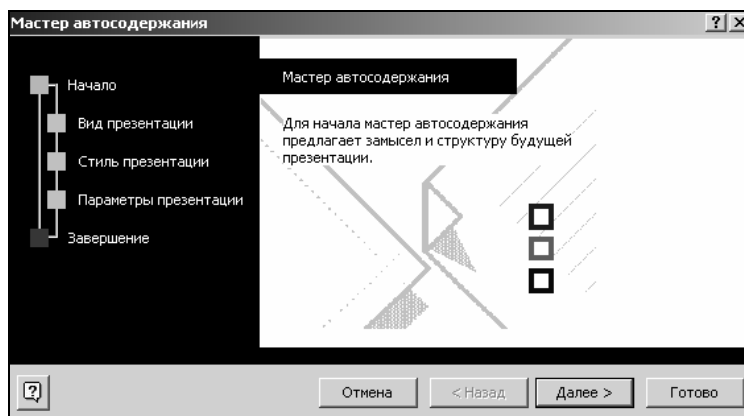 Мастер автосодержания
Начало
Вид презентации
Стиль презентации
Параметры презентации
Завершение
Мастер автосодержания
Для начала мастер автосодержания
предлагает замысел и структуру будущей
презентации.
Отмена
< Назад
Далее >
Готово